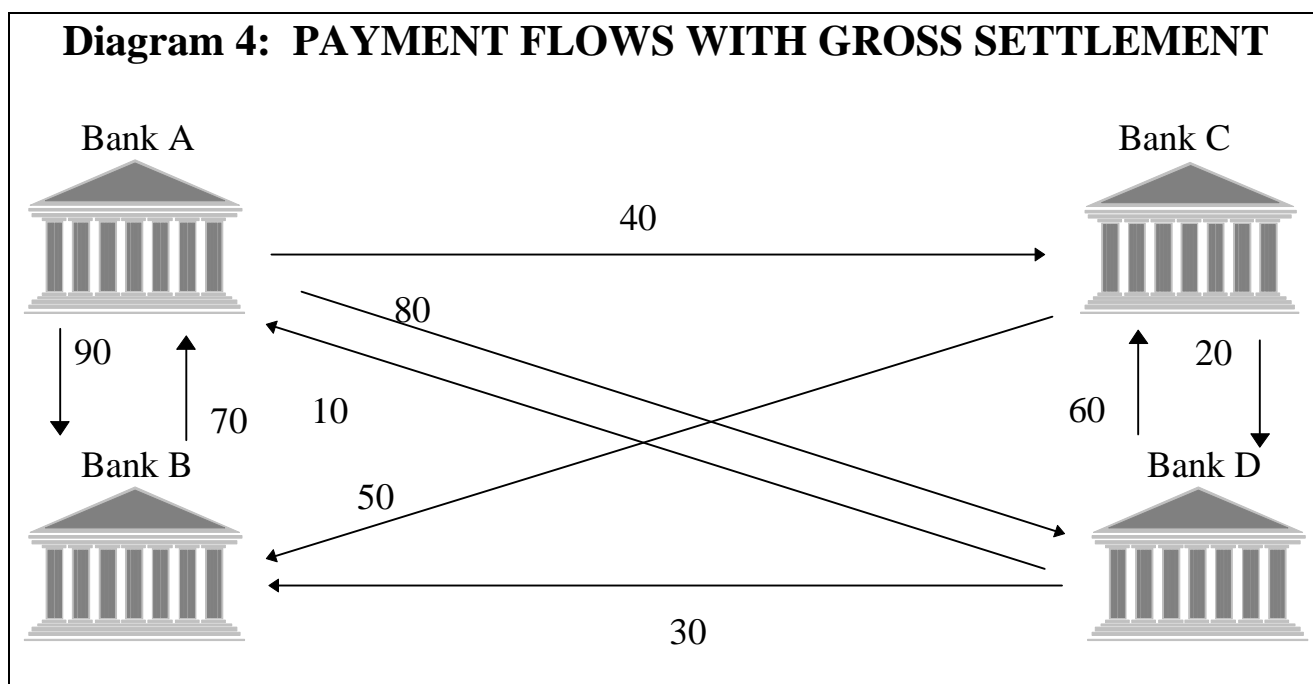 Diagram 4: PAYMENT FLOWS WITH GROSS SETTLEMENT
Bank A
Bank C
40
80
90
70
10
60
20
Bank B
Bank D
50
30